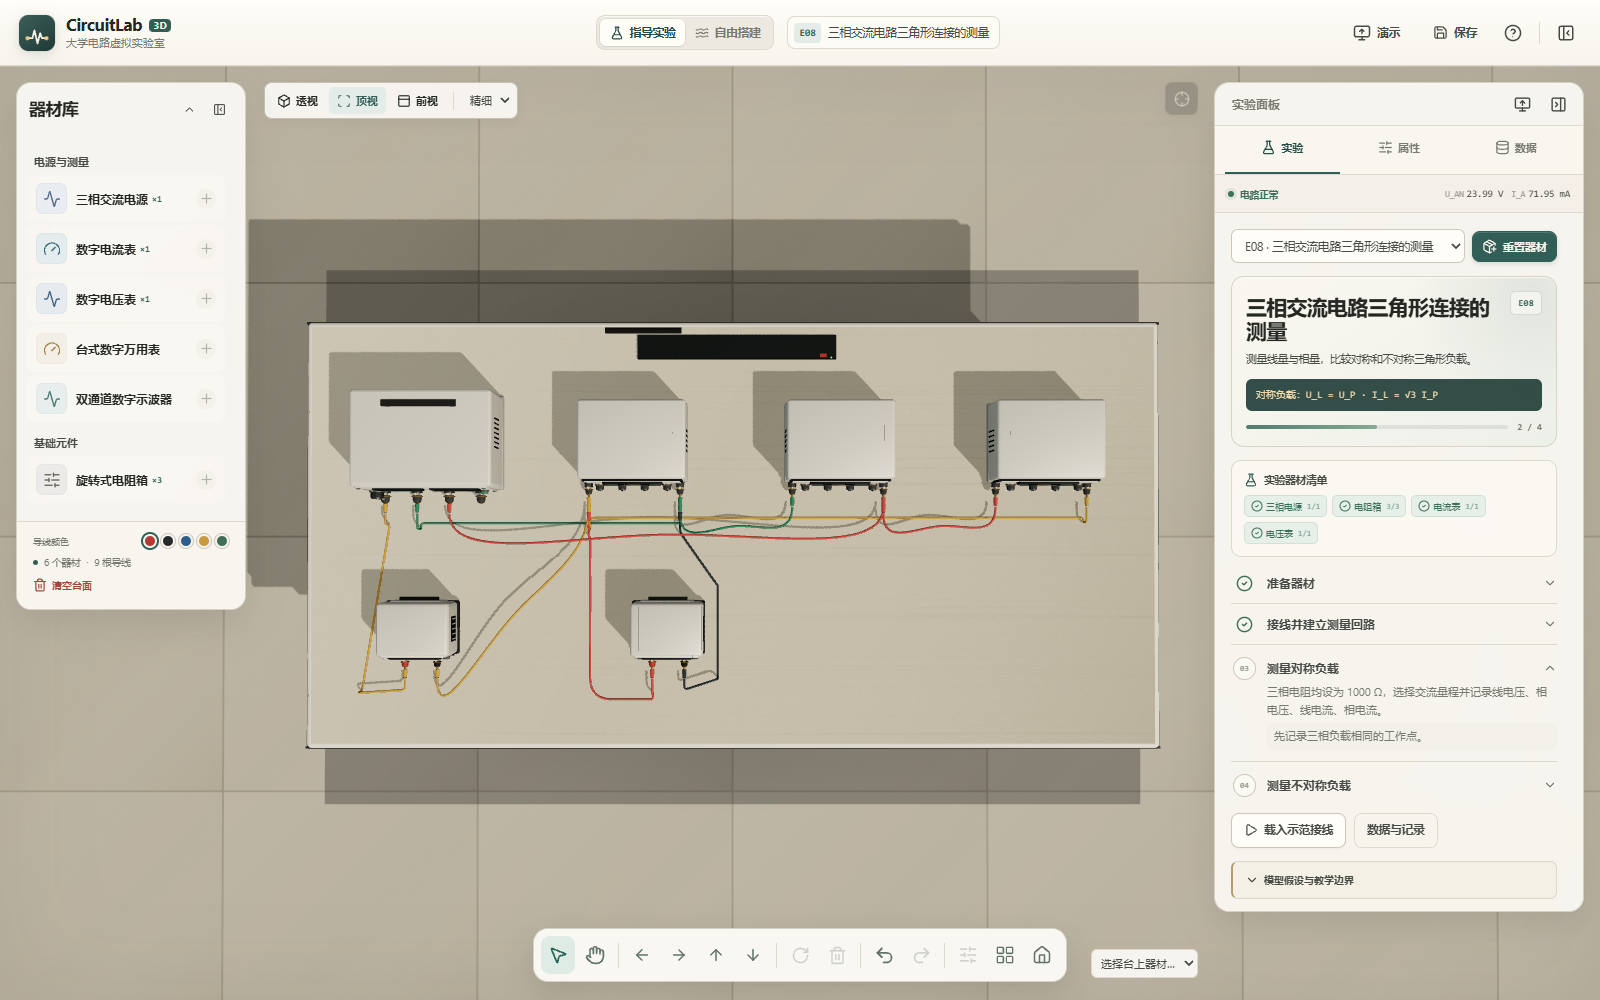 CircuitLab 3D
大学电路虚拟实验室
指导实验
自由搭建
E08 三相交流电路三角形连接的测量
演示
保存
器材库
电源与测量
三相交流电源 ×1
数字电流表 ×1
数字电压表 ×1
台式数字万用表
双通道数字示波器
基础元件
旋转式电阻箱 ×3
导线颜色
6 个器材 · 9 根导线
清空台面
透视
顶视
前视
精细
实验面板
实验
属性
数据
电路正常
U_AN 23.99 V I_A 71.95 mA
E08 · 三相交流电路三角形连接的测量
重置器材
三相交流电路三角形连接的
测量
E08
测量线量与相量，比较对称和不对称三角形负载。
对称负载: U_L = U_P · I_L = √3 I_P
2 / 4
实验器材清单
三相电源 1/1
电阻箱 3/3
电流表 1/1
电压表 1/1
准备器材
接线并建立测量回路
03 测量对称负载
三相电阻均设为 1000 Ω，选择交流量程并记录线电压、相
电压、线电流、相电流。
先记录三相负载相同的工作点。
04 测量不对称负载
载入示范接线
数据与记录
模型假设与教学边界
选择台上器材...